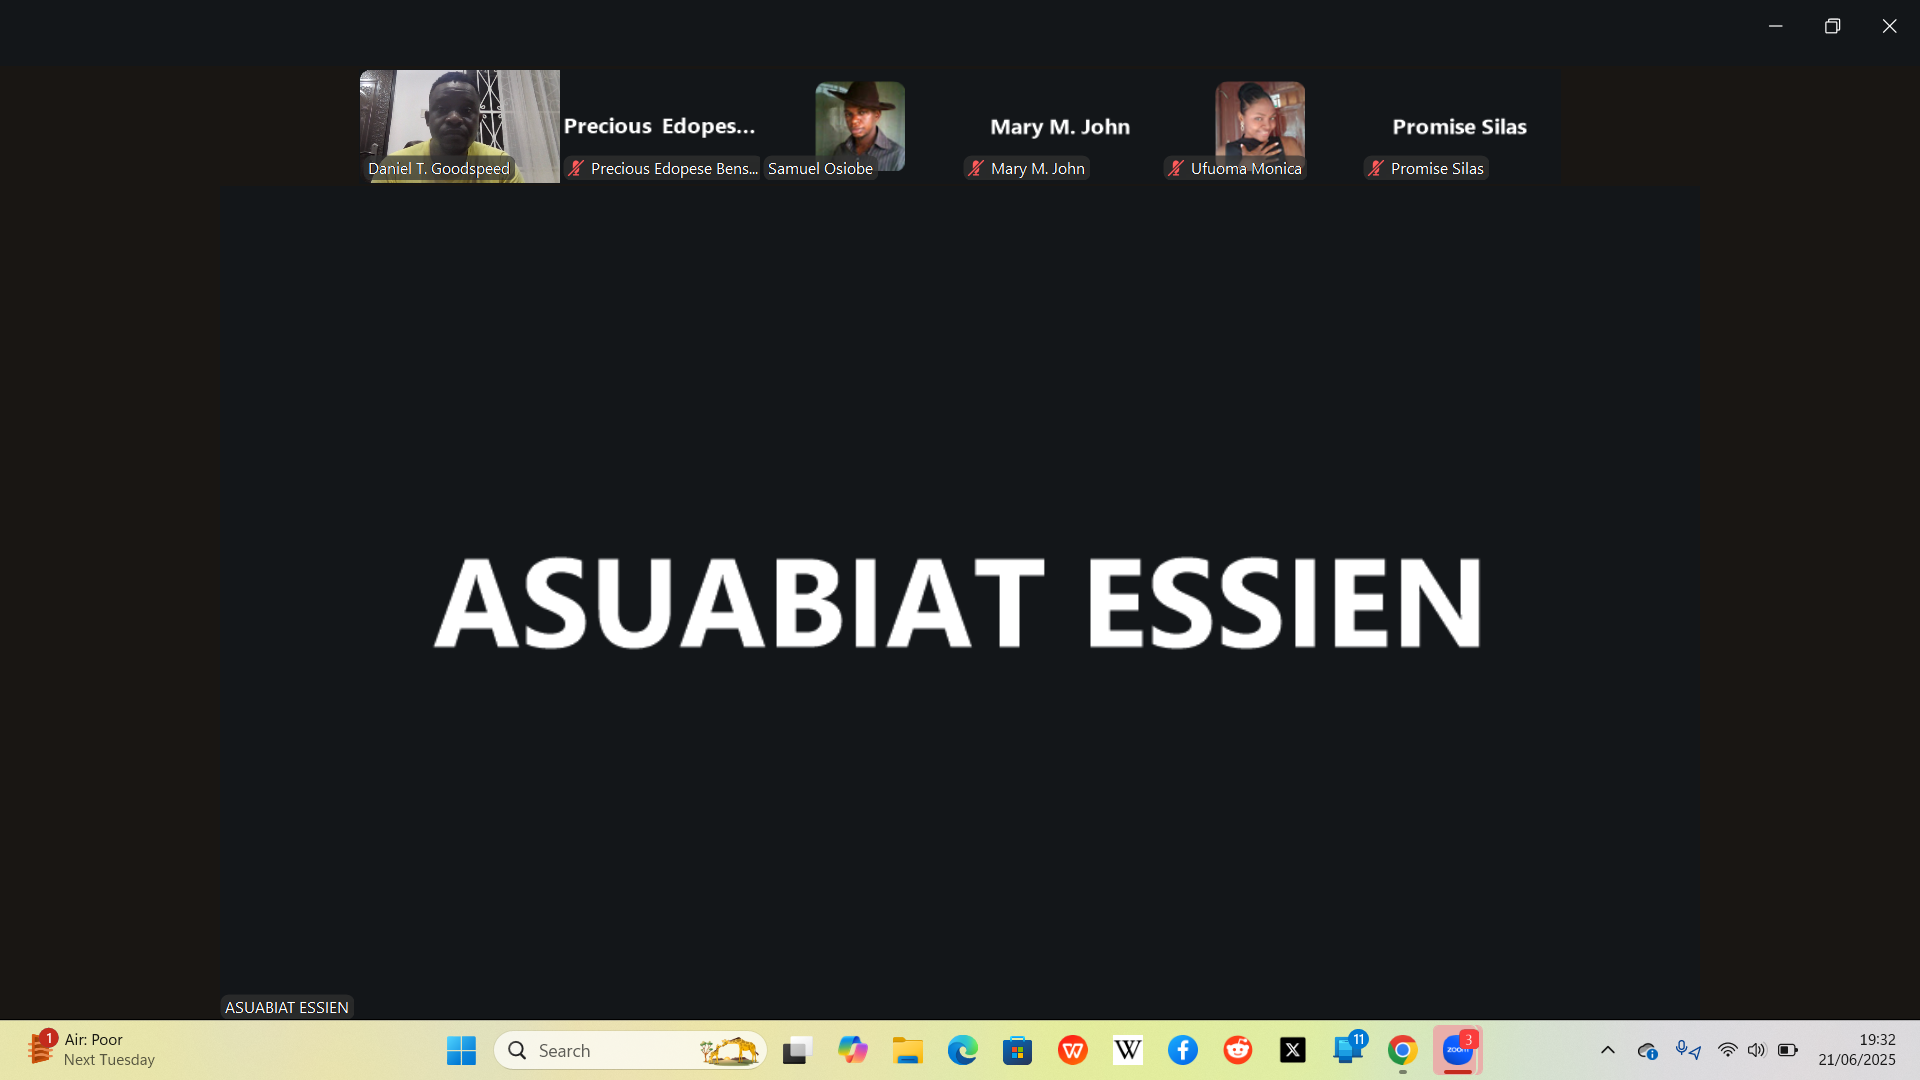 Precious Edopes...
Mary M. John
Promise Silas
Daniel T. Goodspeed
Precious Edopese Bens...
Samuel Osiobe
Mary M. John
Ufuoma Monica
Promise Silas
ASUABIAT ESSIEN
ASUABIAT ESSIEN
1
Air: Poor
Next Tuesday
Search
W
W
X
11
zoom
3
19:32
21/06/2025